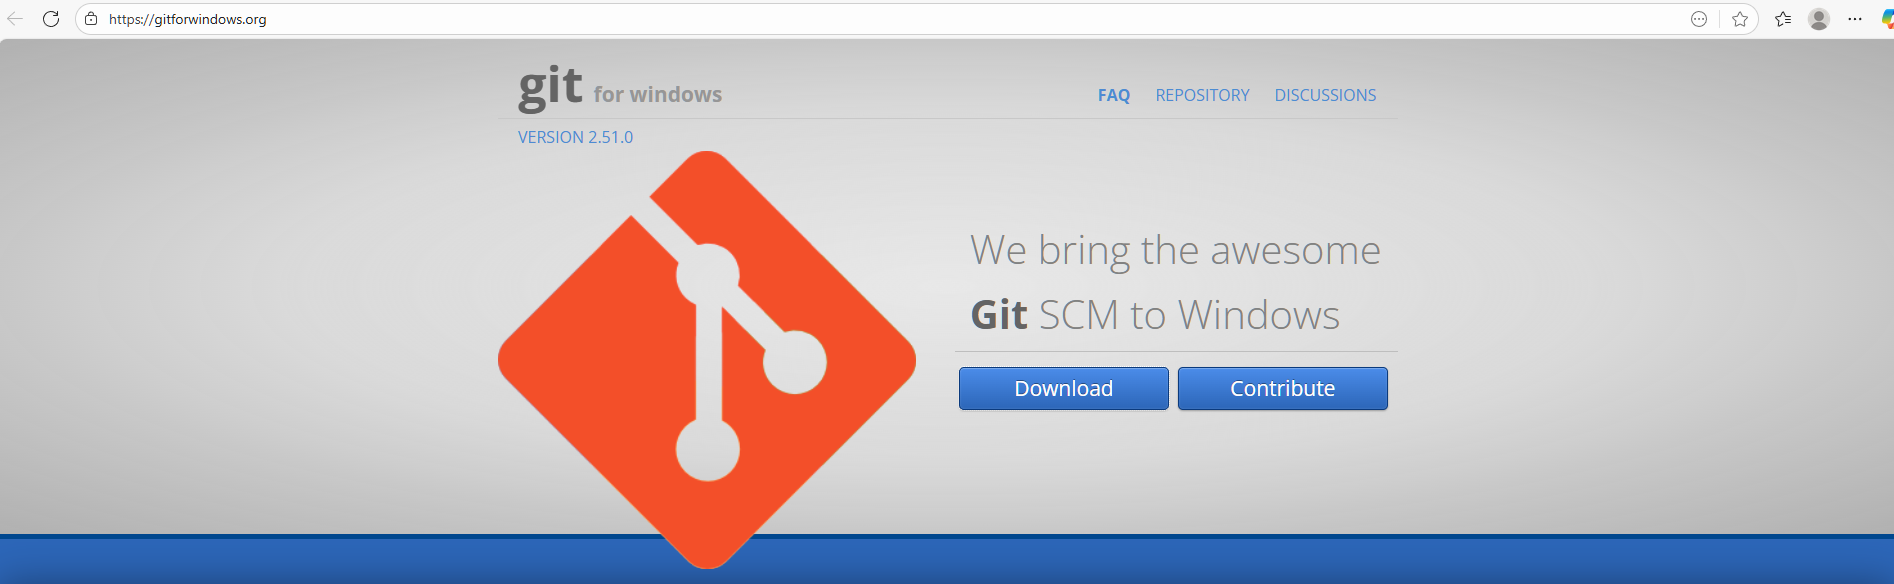 https://gitforwindows.org
git for windows
FAQ REPOSITORY DISCUSSIONS
VERSION 2.51.0
We bring the awesome
Git SCM to Windows
Download Contribute